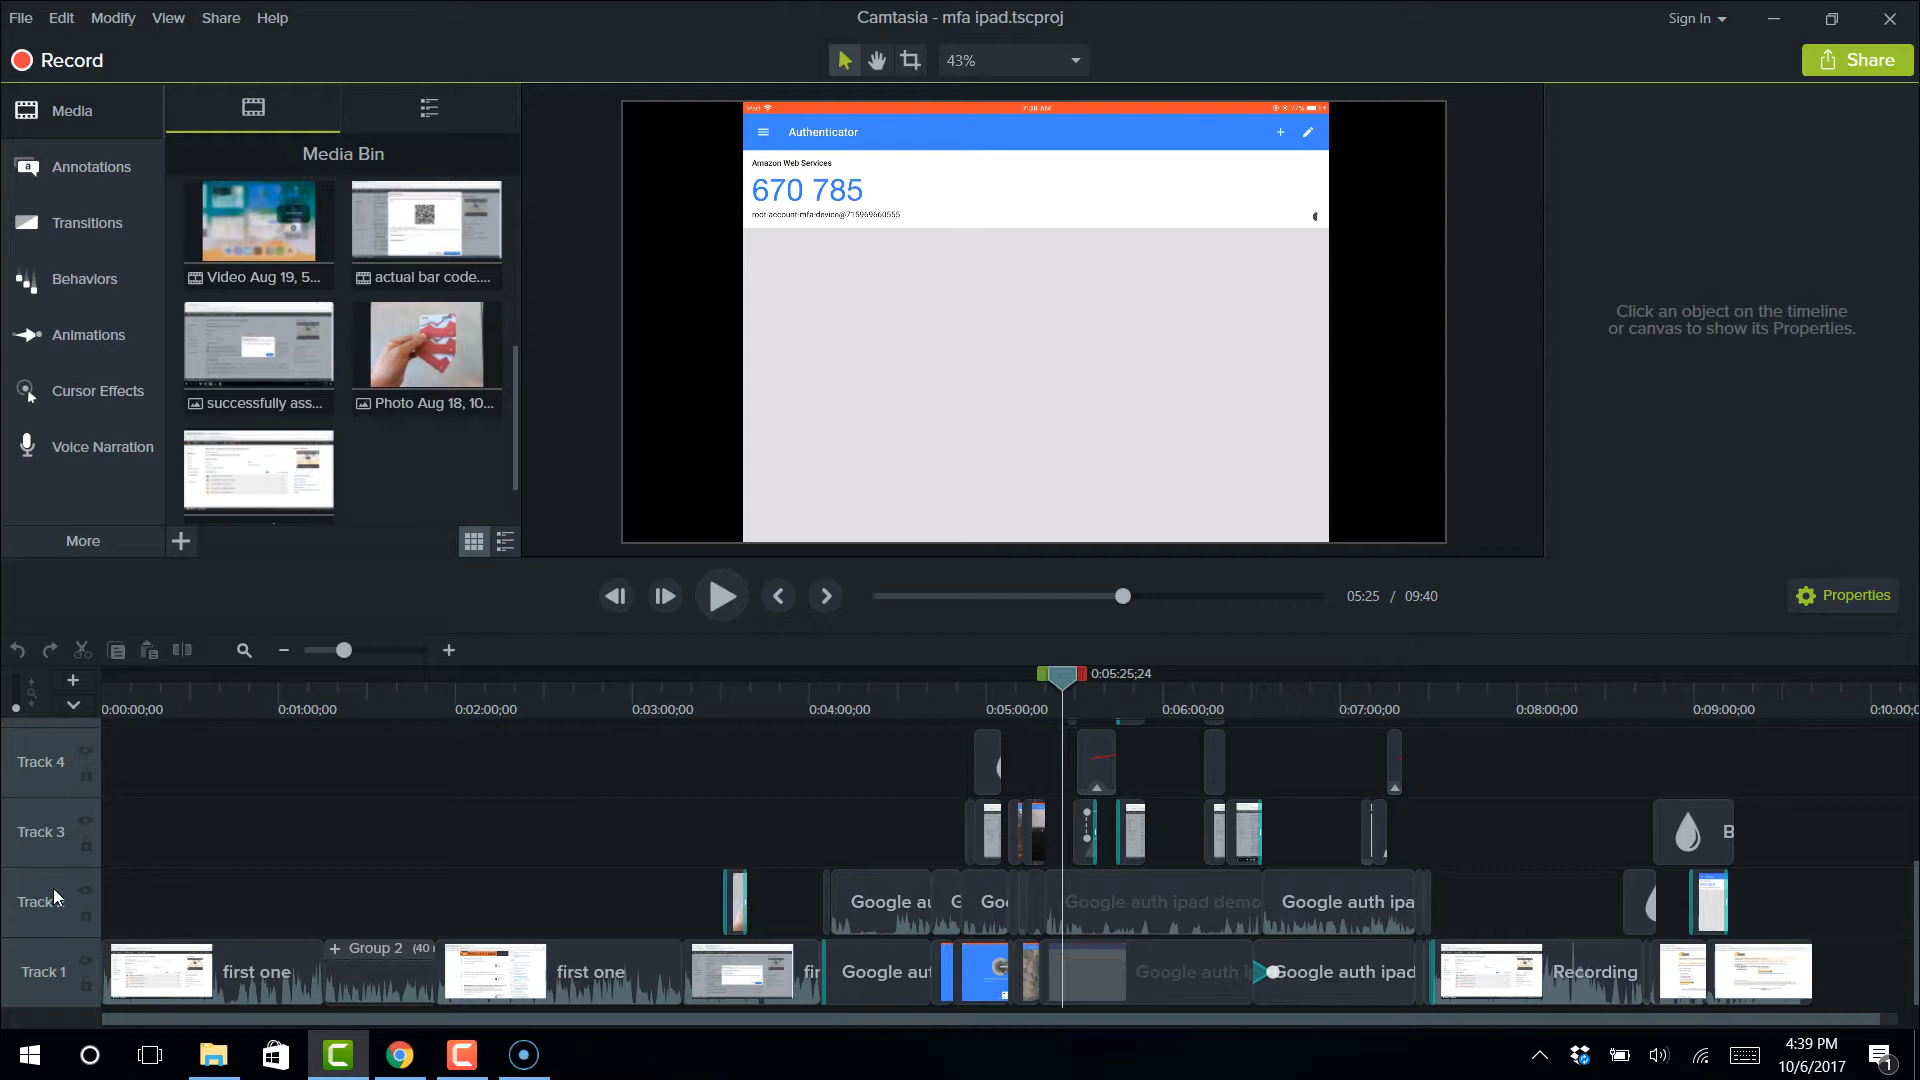 File Edit Modify View Share Help
Camtasia - mfa ipad.tscproj
Sign In
Record
43%
Share
Media
Annotations
Transitions
Behaviors
Animations
Cursor Effects
Voice Narration
More
Media Bin
Video Aug 19, 5...
actual bar code....
successfully ass...
Photo Aug 18, 10...
iPad
7:38 AM
77%
Authenticator
Amazon Web Services
670 785
root-account-mfa-device@715969660555
Click an object on the timeline
or canvas to show its Properties.
05:25 / 09:40
Properties
0:05:25;24
0:00:00;00 0:01:00;00 0:02:00;00 0:03:00;00 0:04:00;00 0:05:00;00 0:06:00;00 0:07:00;00 0:08:00;00 0:09:00;00 0:10:00;0
Track 4
Track 3
B
Track
Google au G Goo Google auth ipad demo Google auth ipa
Track 1
first one
+ Group 2 (40
first one
fir
Google aut
Google auth i
Google auth ipad
Recording
4:39 PM
10/6/2017
1